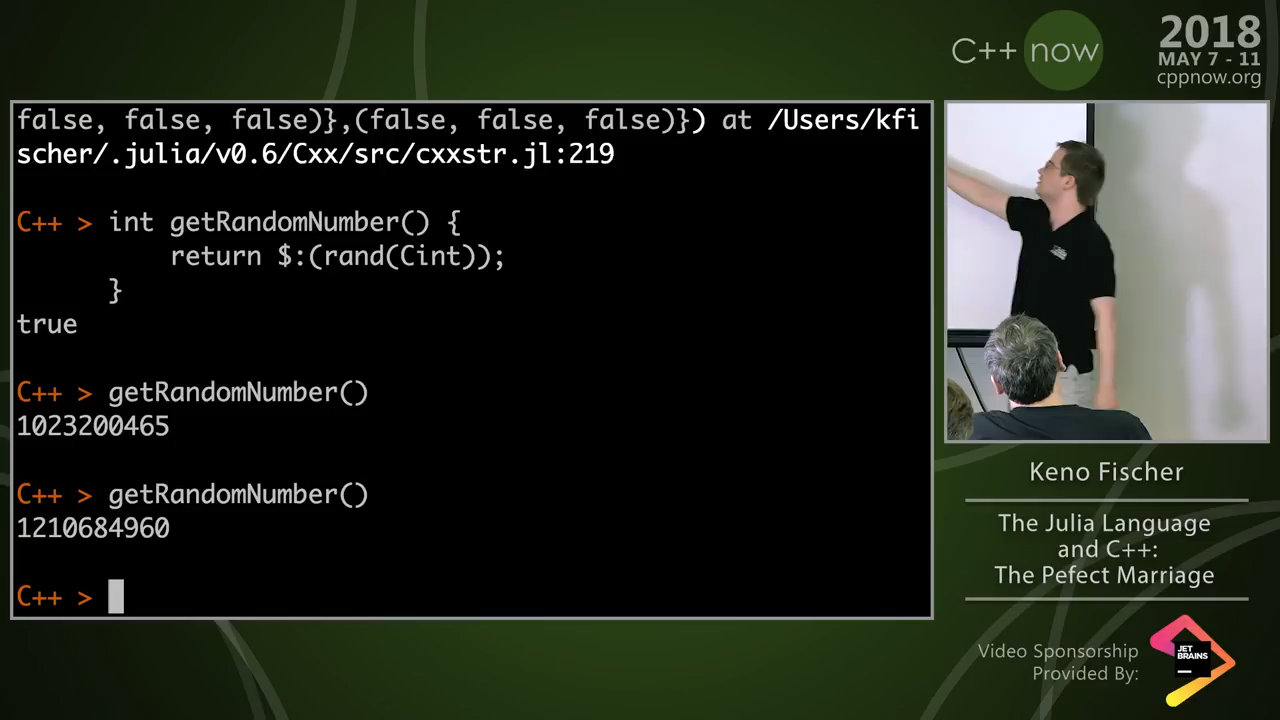 C++ now
2018
MAY 7 - 11
cppnow.org
false, false, false)},(false, false, false)}) at /Users/kfi
scher/.julia/v0.6/Cxx/src/cxxstr.jl:219
C++ > int getRandomNumber() {
return $:(rand(Cint));
}
true
C++ > getRandomNumber()
1023200465
C++ > getRandomNumber()
1210684960
C++ >
Keno Fischer
The Julia Language
and C++:
The Pefect Marriage
Video Sponsorship
Provided By:
JET
BRAINS